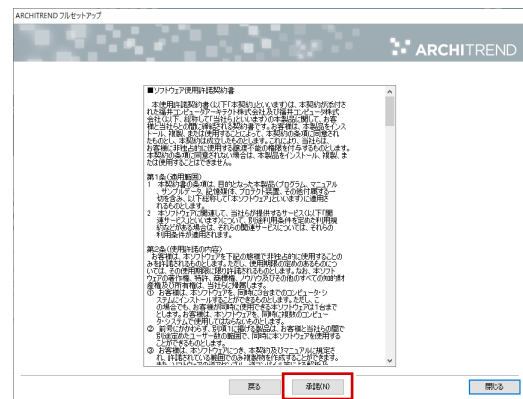 ARCHITREND フルセットアップ
ARCHITREND
■ソフトウェア使用許諾契約書
本使用許諾契約書(以下「本契約」といいます)は、本契約が添付さ
れた福井コンピュータアーキテクト株式会社及び福井コンピュータ株式
会社(以下、総称して「当社」といいます)の本製品に関して、お客
様と当社との間に締結される契約書です。お客様は、本製品をインス
トール、複製、または使用することによって、本契約の条項に同意され
たものとし、本契約は成立したものとします。これにより、当社は、
お客様に非独占的に使用する譲渡不能の権限を付与するものとします。
本契約の条項に同意されない場合は、本製品をインストール、複製、ま
たは使用することはできません。
第1条(適用範囲)
1 本契約書の条項は、目的となった本製品(プログラム、マニュアル
、サンプルデータ、記憶媒体、プロテクト装置、その他付属する一
切を含み、以下総称して「本ソフトウェア」といいます)に適用さ
れるものとします。
2 本ソフトウェアに関連して、当社らが提供するサービス(以下「関
連サービス」といいます)について、別途利用条件を定めた利用規
約などがある場合は、それらの関連サービスについては、それらの
利用条件が適用されます。
第2条(使用許諾の内容)
お客様は、本ソフトウェアを下記の態様で非独占的に使用することの
みを許諾されるものとします。ただし、使用期限の定めのあるものにつ
いては、その使用期限に限り許諾されるものとします。なお、本ソフト
ウェアの著作権、特許、商標権、ノウハウ及びその他のすべての知的財
産権及び所有権は、当社らに帰属します。
① お客様は、本ソフトウェアを、同時に3台までのコンピュータ・シ
ステムにインストールすることができるものとします。ただし、こ
の場合でも、お客様が同時に使用できる本ソフトウェアは1台まで
とし、お客様は、本ソフトウェアを、同時に複数のコンピュー
タ・システムで使用してはならないものとします。
② 前号にかかわらず、別項1に掲げる製品は、お客様と当社らの間で
別途定めたユーザー数の範囲で、同時に本ソフトウェアを使用する
ことができるものとします。
③ お客様は、本ソフトウェアにつき、本契約及びマニュアルに規定さ
れ、許諾されている範囲でのみ複製物を作成することができます。
戻る
承諾(N)
閉じる